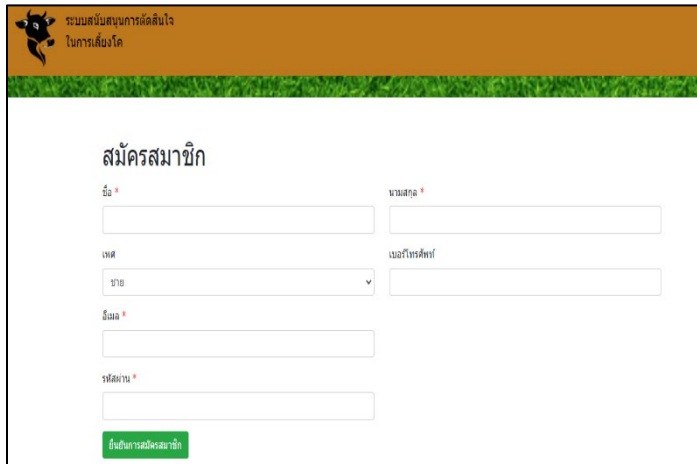 ระบบสนับสนุนการตัดสินใจ
ในการเลี้ยงโค
สมัครสมาชิก
ชื่อ *
นามสกุล *
เพศ
เบอร์โทรศัพท์
ชาย
อีเมล *
รหัสผ่าน *
ยืนยันการสมัครสมาชิก